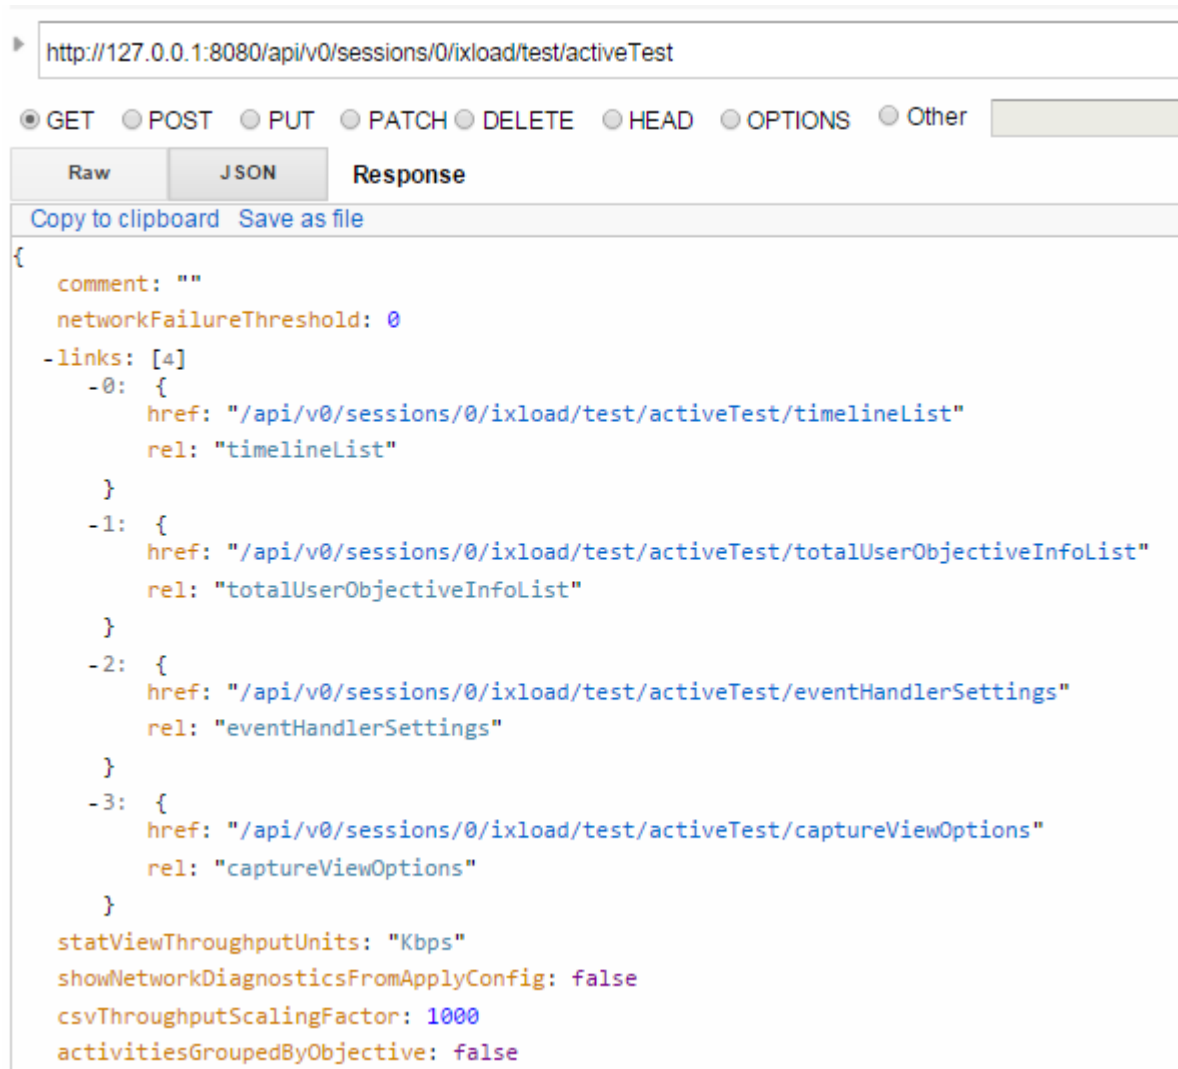 http://127.0.0.1:8080/api/v0/sessions/0/ixload/test/activeTest
GET POST PUT PATCH DELETE HEAD OPTIONS Other
Raw JSON Response
Copy to clipboard Save as file
{
comment: ""
networkFailureThreshold: 0
-links: [4]
-0: {
href: "/api/v0/sessions/0/ixload/test/activeTest/timelineList"
rel: "timelineList"
}
-1: {
href: "/api/v0/sessions/0/ixload/test/activeTest/totalUserObjectiveInfoList"
rel: "totalUserObjectiveInfoList"
}
-2: {
href: "/api/v0/sessions/0/ixload/test/activeTest/eventHandlerSettings"
rel: "eventHandlerSettings"
}
-3: {
href: "/api/v0/sessions/0/ixload/test/activeTest/captureViewOptions"
rel: "captureViewOptions"
}
statViewThroughputUnits: "Kbps"
showNetworkDiagnosticsFromApplyConfig: false
csvThroughputScalingFactor: 1000
activitiesGroupedByObjective: false